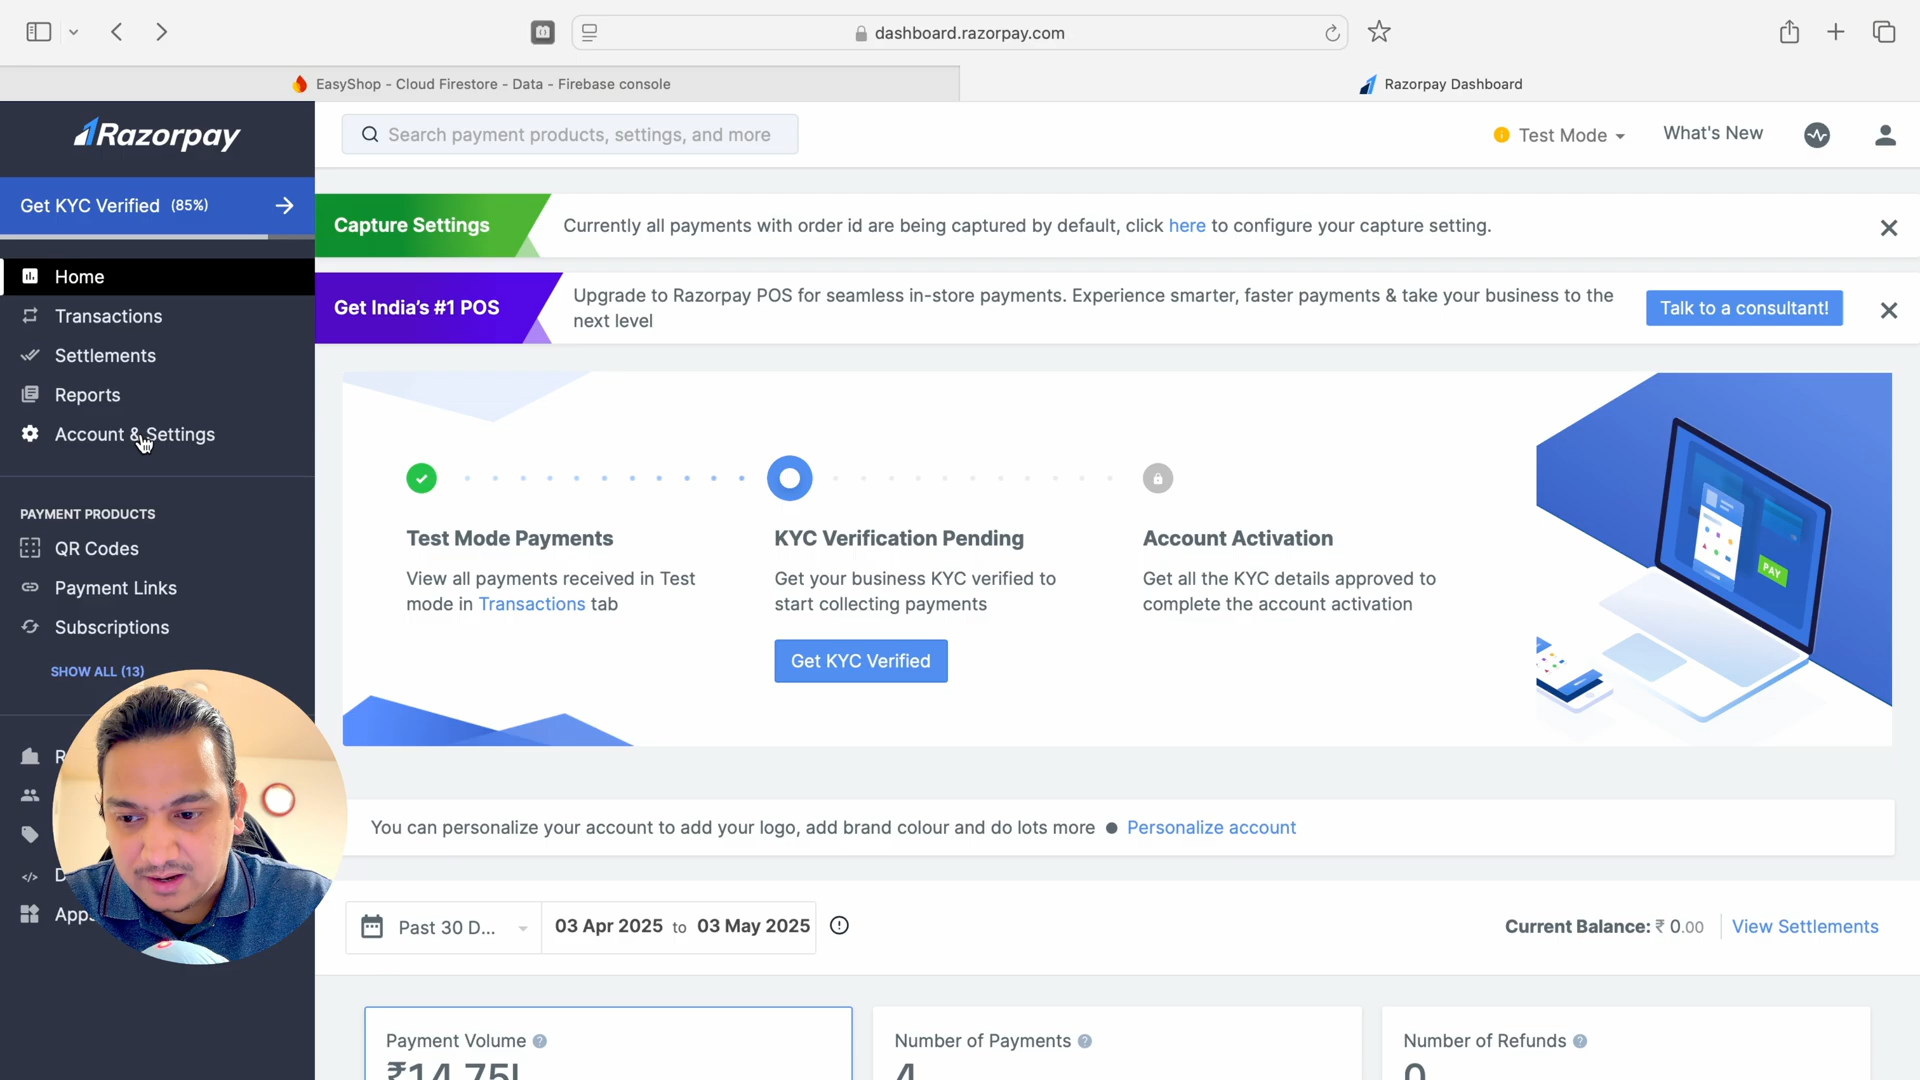 dashboard.razorpay.com
EasyShop - Cloud Firestore - Data - Firebase console
Razorpay Dashboard
Razorpay
Search payment products, settings, and more
Test Mode
What's New
Get KYC Verified (85%)
Capture Settings
Currently all payments with order id are being captured by default, click here to configure your capture setting.
Home
Get India's #1 POS
Upgrade to Razorpay POS for seamless in-store payments. Experience smarter, faster payments & take your business to the
next level
Talk to a consultant!
Transactions
Settlements
Reports
Account & Settings
PAYMENT PRODUCTS
QR Codes
Payment Links
Subscriptions
SHOW ALL (13)
Apps
Test Mode Payments
View all payments received in Test
mode in Transactions tab
KYC Verification Pending
Get your business KYC verified to
start collecting payments
Get KYC Verified
Account Activation
Get all the KYC details approved to
complete the account activation
PAY
You can personalize your account to add your logo, add brand colour and do lots more ● Personalize account
Past 30 D...
03 Apr 2025 to 03 May 2025
Current Balance: ₹ 0.00
View Settlements
Payment Volume
₹14.75L
Number of Payments
4
Number of Refunds
0